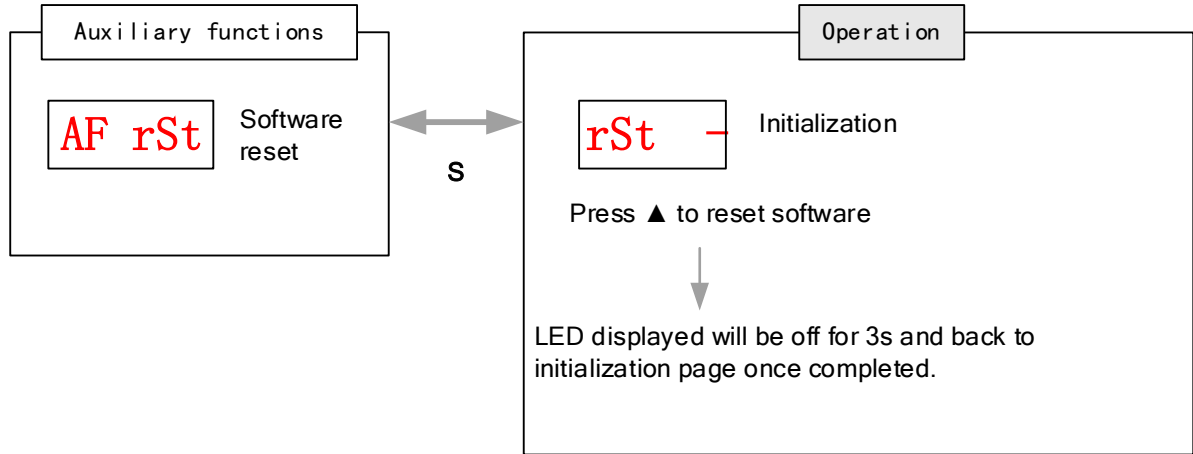 Auxiliary functions
AF rSt
Software
reset
S
Operation
rSt -
Initialization
Press ▲ to reset software
LED displayed will be off for 3s and back to
initialization page once completed.